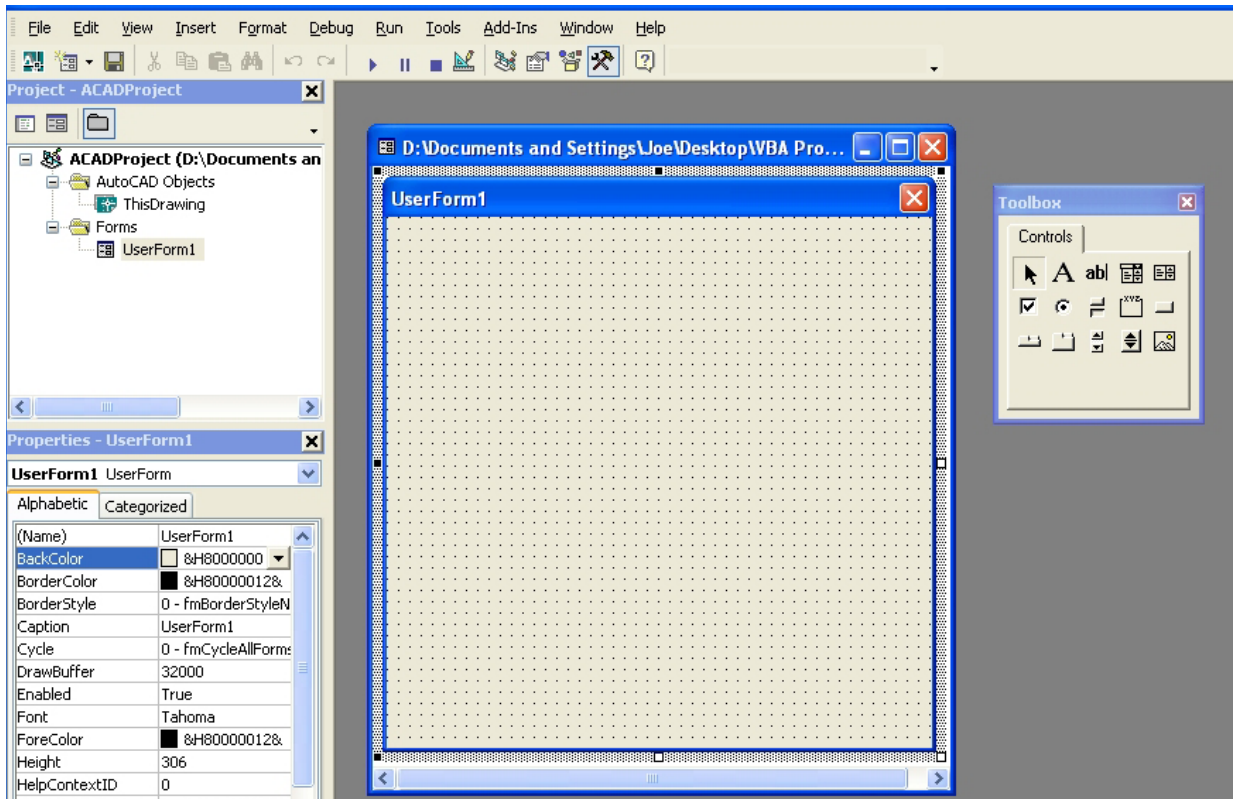 File Edit View Insert Format Debug Run Tools Add-Ins Window Help
Project - ACADProject
ACADProject (D:\Documents an
AutoCAD Objects
ThisDrawing
Forms
UserForm1
Properties - UserForm1
UserForm1 UserForm
Alphabetic Categorized
(Name) UserForm1
BackColor &H8000000
BorderColor &H80000012&
BorderStyle 0 - fmBorderStyleN
Caption UserForm1
Cycle 0 - fmCycleAllForms
DrawBuffer 32000
Enabled True
Font Tahoma
ForeColor &H80000012&
Height 306
HelpContextID 0
D:\Documents and Settings\Joe\Desktop\VBA Pro...
UserForm1
Toolbox
Controls
A ab|
XYZ